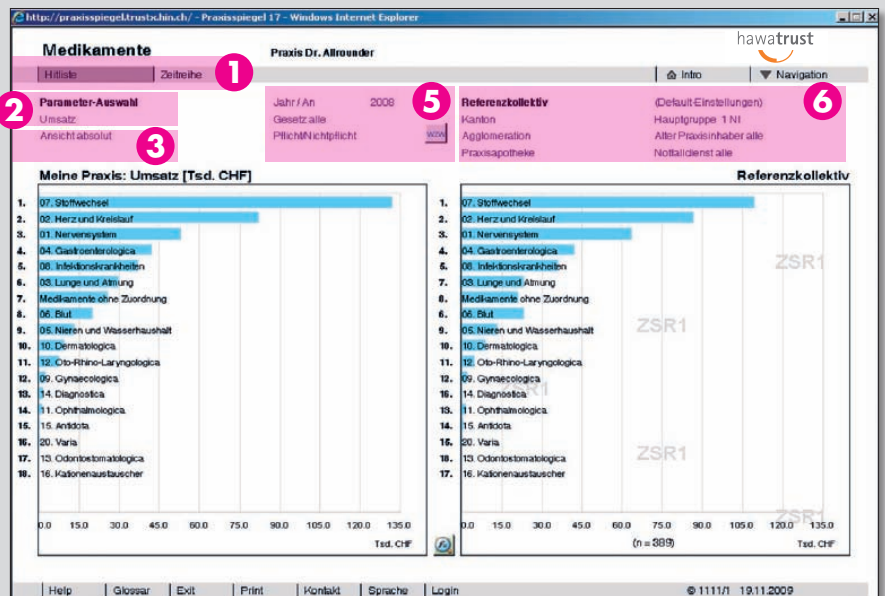 http://praxisspiegel.trustx.hin.ch/ - Praxisspiegel 17 - Windows Internet Explorer
Medikamente
Praxis Dr. Allrounder
hawatrust
Hitliste
Zeitreihe
1
Intro
Navigation
2
Parameter-Auswahl
Umsatz
3
Ansicht absolut
Jahr / An 2008
5
Gesetz alle
Pflicht/Nichtpflicht
WZW
Referenzkollektiv (Default-Einstellungen)
6
Kanton Hauptgruppe 1 NI
Agglomeration Alter Praxisinhaber alle
Praxisapotheke Notfalldienst alle
Meine Praxis: Umsatz [Tsd. CHF]
1. 07. Stoffwechsel
2. 02. Herz und Kreislauf
3. 01. Nervensystem
4. 04. Gastroenterologica
5. 08. Infektionskrankheiten
6. 03. Lunge und Atmung
7. Medikamente ohne Zuordnung
8. 06. Blut
9. 05. Nieren und Wasserhaushalt
10. 10. Dermatologica
11. 12. Oto-Rhino-Laryngologica
12. 09. Gynaecologica
13. 14. Diagnostica
14. 11. Ophthalmologica
15. 15. Antidota
16. 20. Varia
17. 13. Odontostomatologica
18. 16. Kationenaustauscher
0.0 15.0 30.0 45.0 60.0 75.0 90.0 105.0 120.0 135.0
Tsd. CHF
Referenzkollektiv
1. 07. Stoffwechsel
2. 02. Herz und Kreislauf
3. 01. Nervensystem
4. 04. Gastroenterologica
5. 08. Infektionskrankheiten
7. 03. Lunge und Atmung
8. Medikamente ohne Zuordnung
6. 06. Blut
9. 05. Nieren und Wasserhaushalt
10. 10. Dermatologica
11. 12. Oto-Rhino-Laryngologica
12. 09. Gynaecologica
16. 14. Diagnostica
13. 11. Ophthalmologica
14. 15. Antidota
15. 20. Varia
18. 13. Odontostomatologica
17. 16. Kationenaustauscher
ZSR1
ZSR1
ZSR1
ZSR1
ZSR1
0.0 15.0 30.0 45.0 60.0 75.0 90.0 105.0 120.0 135.0
(n = 389)
Tsd. CHF
Help
Glossar
Exit
Print
Kontakt
Sprache
Login
© 1111/1 19.11.2009